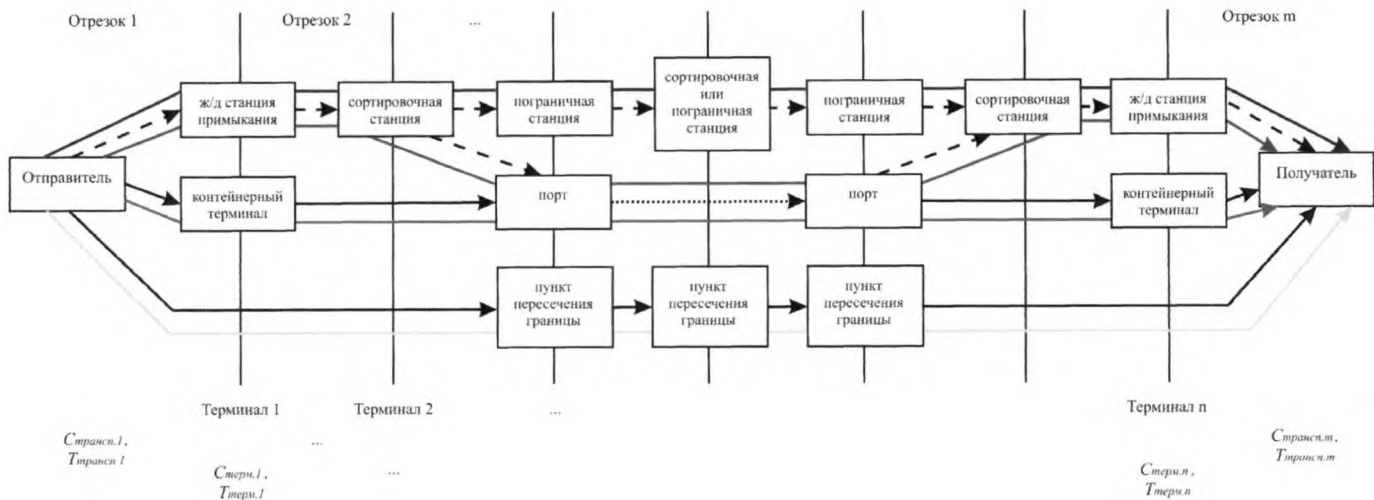 Отрезок 1
Отрезок 2
...
Отрезок m
ж/д станция
примыкания
сортировочная
станция
пограничная
станция
сортировочная
или
пограничная
станция
пограничная
станция
сортировочная
станция
ж/д станция
примыкания
Отправитель
контейнерный
терминал
порт
порт
контейнерный
терминал
Получатель
пункт
пересечения
границы
пункт
пересечения
границы
пункт
пересечения
границы
Терминал 1
Терминал 2
...
Терминал n
Cтрансп.1 ,
Tтрансп 1
...
Cтрансп.m ,
Tтрансп.m
Cтерм.1 ,
Tтерм.1
...
Cтерм.n ,
Tтерм.n